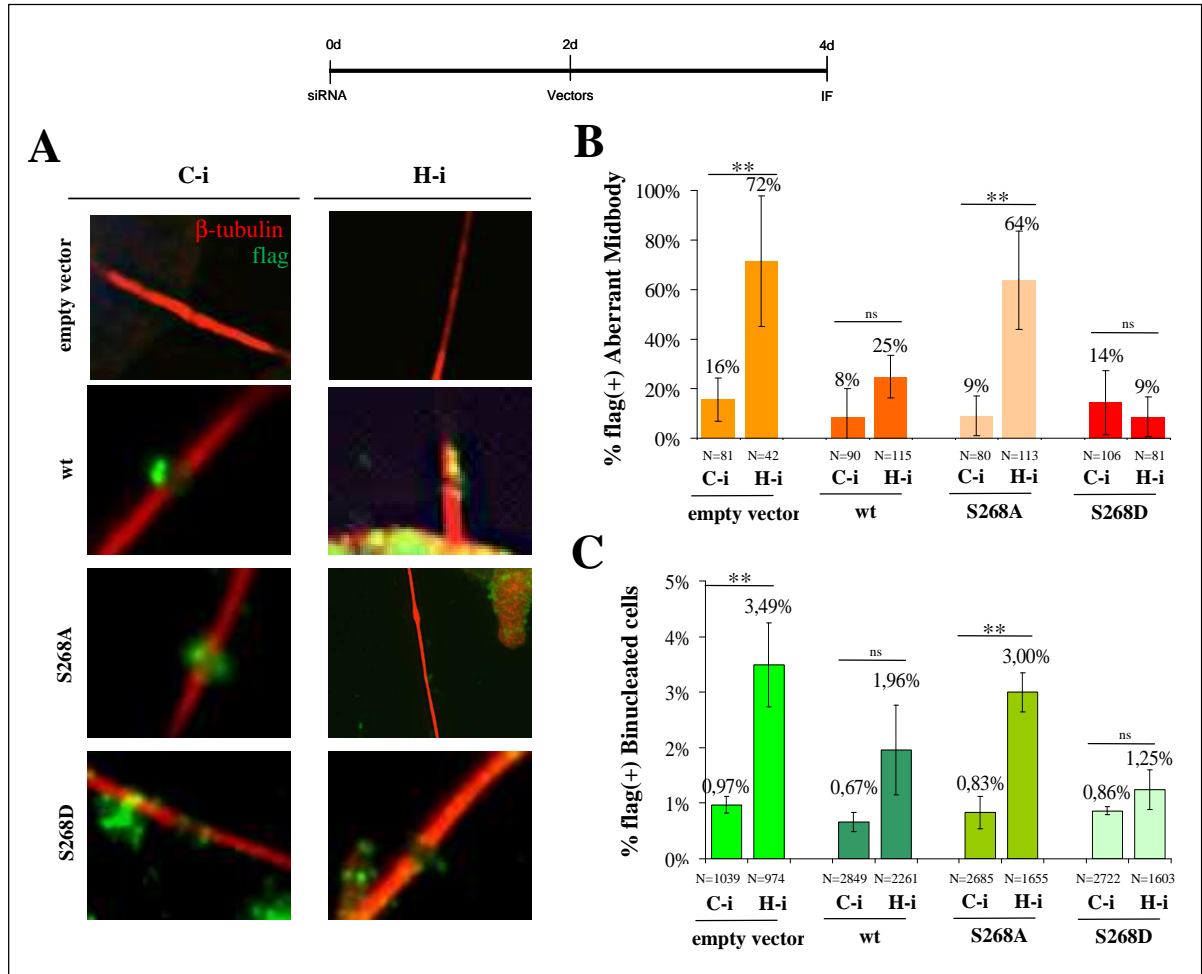 0d 2d 4d
siRNA Vectors IF
A
C-i H-i
empty vector
β-tubulin
flag
wt
S268A
S268D
B
% flag(+) Aberrant Midbody
100%
80%
60%
40%
20%
0%
** ns ** ns
16% 72% 8% 25% 9% 64% 14% 9%
N=81 N=42 N=90 N=115 N=80 N=113 N=106 N=81
C-i H-i C-i H-i C-i H-i C-i H-i
empty vector wt S268A S268D
C
% flag(+) Binucleated cells
5%
4%
3%
2%
1%
0%
** ns ** ns
0,97% 3,49% 0,67% 1,96% 0,83% 3,00% 0,86% 1,25%
N=1039 N=974 N=2849 N=2261 N=2685 N=1655 N=2722 N=1603
C-i H-i C-i H-i C-i H-i C-i H-i
empty vector wt S268A S268D